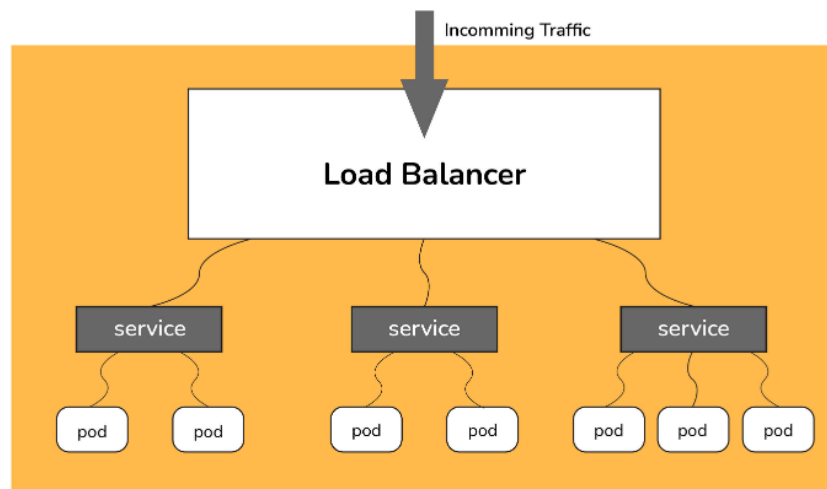 Incomming Traffic
Load Balancer
service
service
service
pod
pod
pod
pod
pod
pod
pod